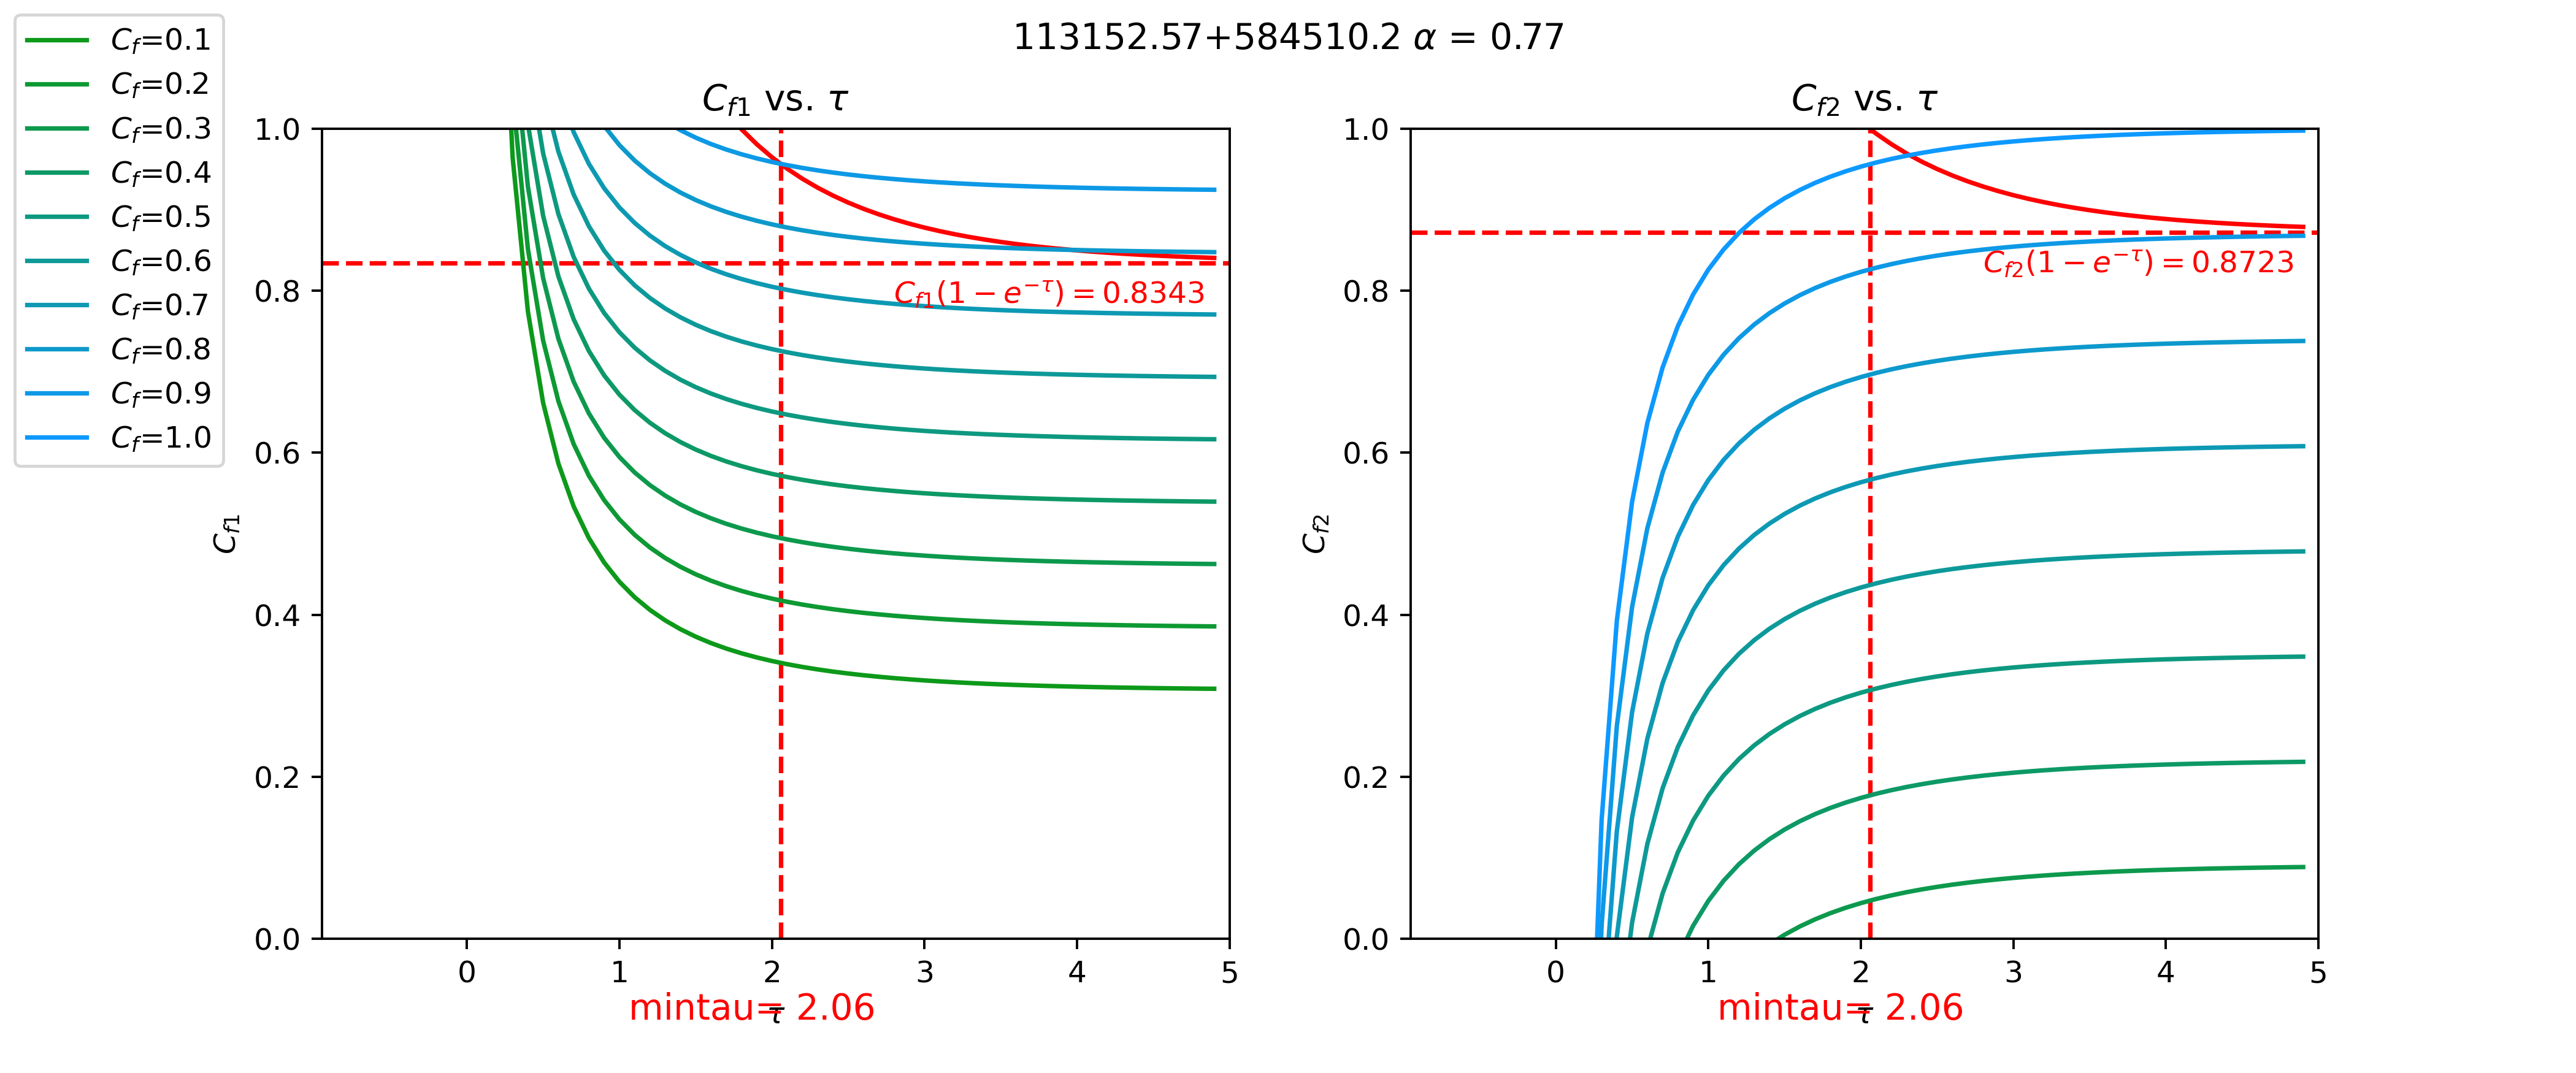 113152.57+584510.2 α = 0.77
C_f=0.1
C_f=0.2
C_f=0.3
C_f=0.4
C_f=0.5
C_f=0.6
C_f=0.7
C_f=0.8
C_f=0.9
C_f=1.0
C_f1 vs. τ
1.0
0.8
0.6
0.4
0.2
0.0
C_f1
C_f1(1 − e^−τ) = 0.8343
0 1 2 3 4 5
τ
mintau= 2.06
C_f2 vs. τ
1.0
0.8
0.6
0.4
0.2
0.0
C_f2
C_f2(1 − e^−τ) = 0.8723
0 1 2 3 4 5
τ
mintau= 2.06